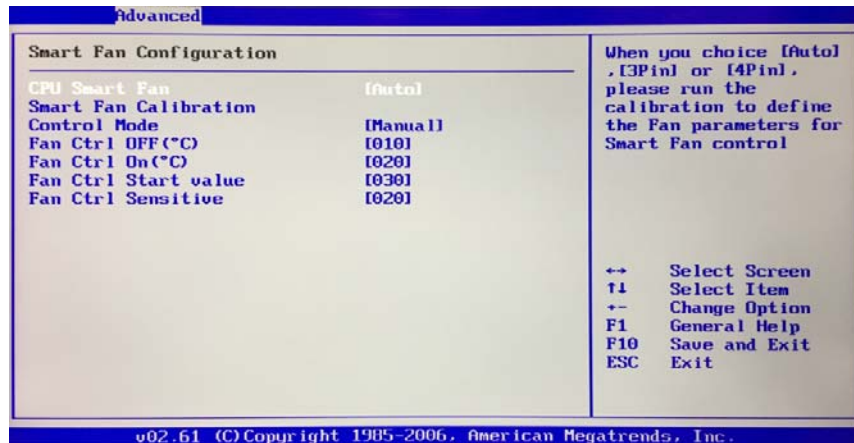 Advanced
Smart Fan Configuration
CPU Smart Fan [Auto]
Smart Fan Calibration
Control Mode [Manual]
Fan Ctrl OFF(°C) [010]
Fan Ctrl On(°C) [020]
Fan Ctrl Start value [030]
Fan Ctrl Sensitive [020]
When you choice [Auto]
,[3Pin] or [4Pin],
please run the
calibration to define
the Fan parameters for
Smart Fan control
↔ Select Screen
↑↓ Select Item
+- Change Option
F1 General Help
F10 Save and Exit
ESC Exit
v02.61 (C)Copyright 1985-2006, American Megatrends, Inc.